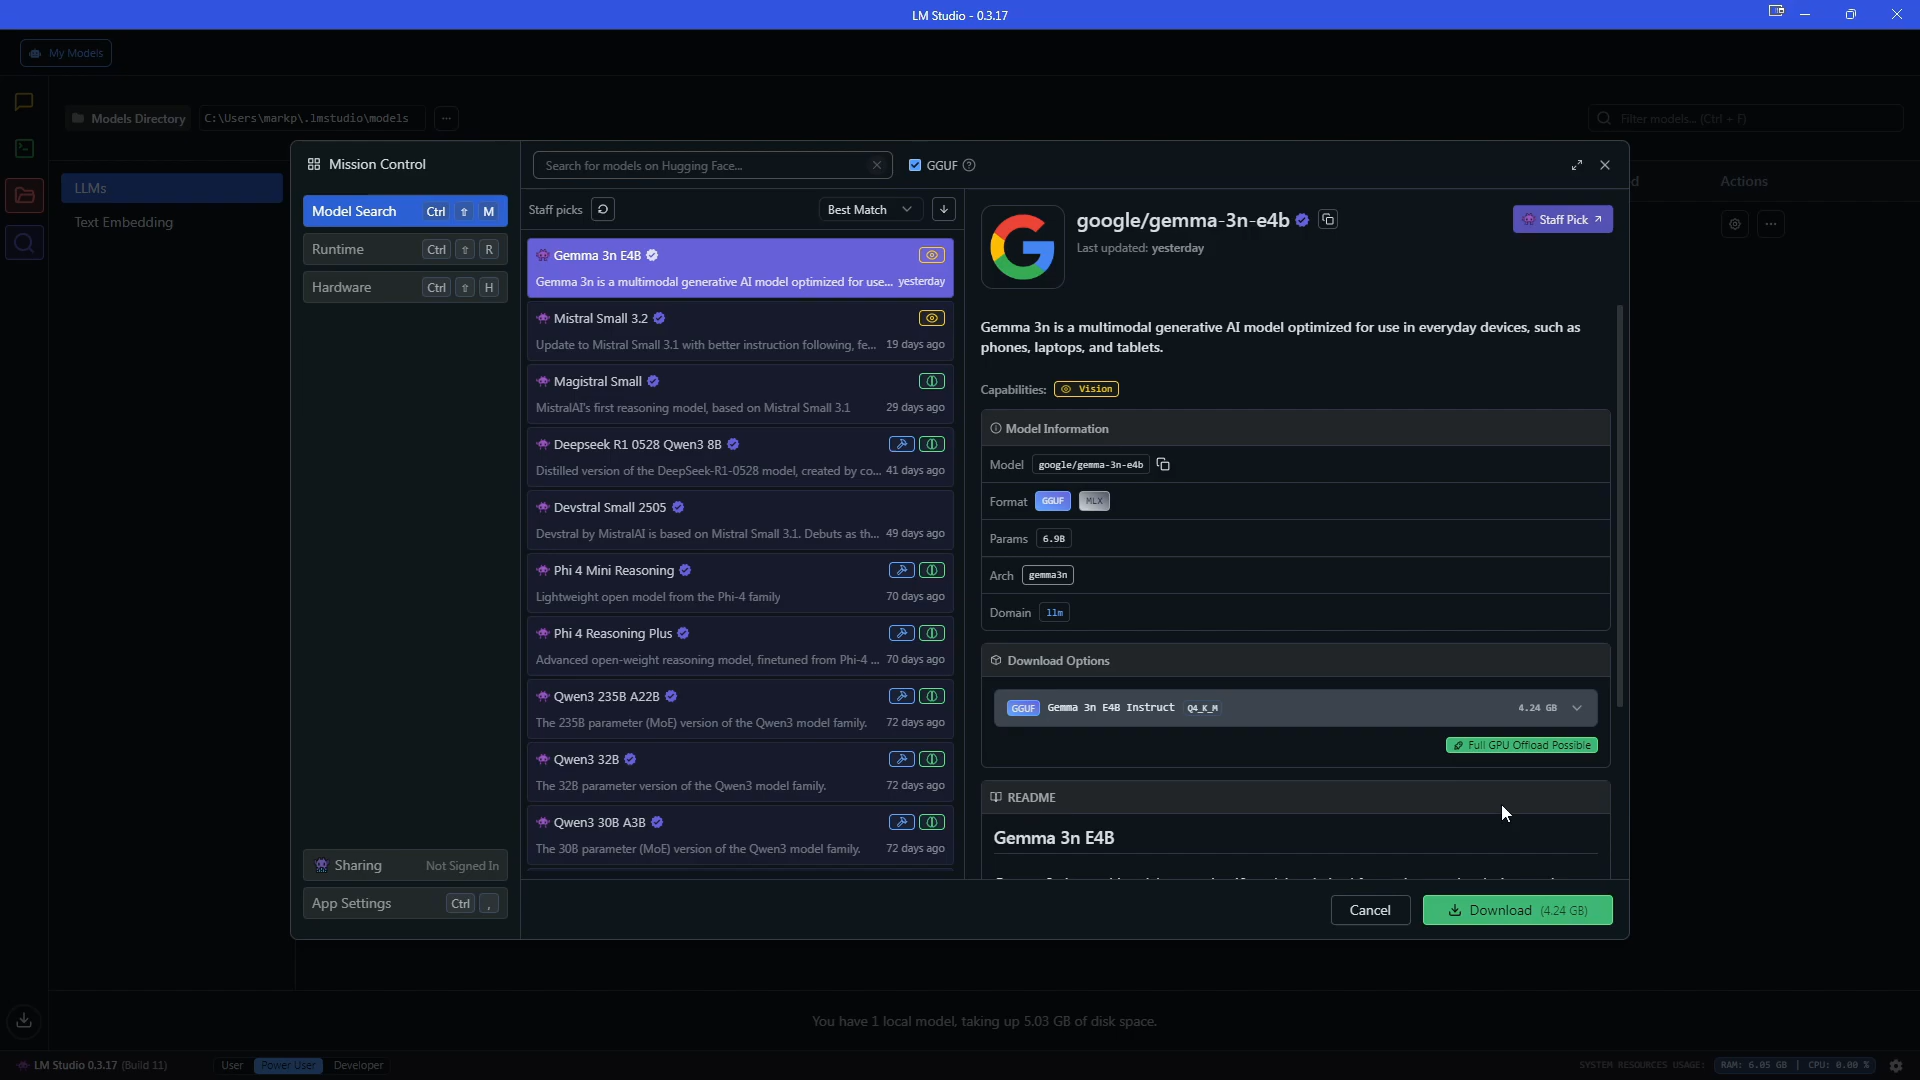 LM Studio - 0.3.17
My Models
Models Directory
C:\Users\markp\.lmstudio\models
...
Filter models... (Ctrl + F)
LLMs
Text Embedding
d
Actions
...
Mission Control
Model Search Ctrl ⇧ M
Runtime Ctrl ⇧ R
Hardware Ctrl ⇧ H
Sharing Not Signed In
App Settings Ctrl ,
Search for models on Hugging Face...
GGUF
Staff picks
Best Match
Gemma 3n E4B
Gemma 3n is a multimodal generative AI model optimized for use... yesterday
Mistral Small 3.2
Update to Mistral Small 3.1 with better instruction following, fe... 19 days ago
Magistral Small
MistralAI's first reasoning model, based on Mistral Small 3.1 29 days ago
Deepseek R1 0528 Qwen3 8B
Distilled version of the DeepSeek-R1-0528 model, created by co... 41 days ago
Devstral Small 2505
Devstral by MistralAI is based on Mistral Small 3.1. Debuts as th... 49 days ago
Phi 4 Mini Reasoning
Lightweight open model from the Phi-4 family 70 days ago
Phi 4 Reasoning Plus
Advanced open-weight reasoning model, finetuned from Phi-4 ... 70 days ago
Qwen3 235B A22B
The 235B parameter (MoE) version of the Qwen3 model family. 72 days ago
Qwen3 32B
The 32B parameter version of the Qwen3 model family. 72 days ago
Qwen3 30B A3B
The 30B parameter (MoE) version of the Qwen3 model family. 72 days ago
google/gemma-3n-e4b
Last updated: yesterday
Staff Pick
Gemma 3n is a multimodal generative AI model optimized for use in everyday devices, such as
phones, laptops, and tablets.
Capabilities: Vision
Model Information
Model google/gemma-3n-e4b
Format GGUF MLX
Params 6.9B
Arch gemma3n
Domain llm
Download Options
GGUF Gemma 3n E4B Instruct Q4_K_M 4.24 GB
Full GPU Offload Possible
README
Gemma 3n E4B
Cancel
Download (4.24 GB)
You have 1 local model, taking up 5.03 GB of disk space.
LM Studio 0.3.17 (Build 11)
User
Power User
Developer
SYSTEM RESOURCES USAGE: RAM: 6.05 GB | CPU: 0.00 %